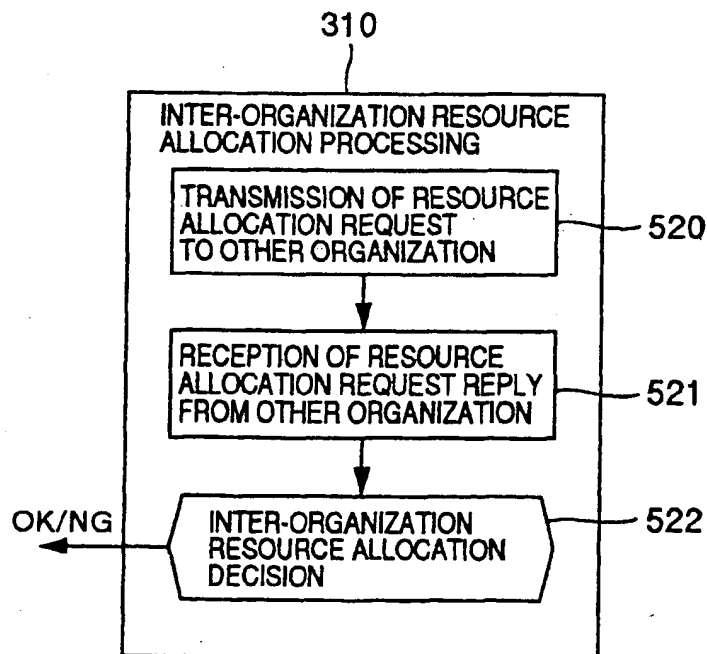 310
INTER-ORGANIZATION RESOURCE
ALLOCATION PROCESSING
TRANSMISSION OF RESOURCE
ALLOCATION REQUEST
TO OTHER ORGANIZATION
520
RECEPTION OF RESOURCE
ALLOCATION REQUEST REPLY
FROM OTHER ORGANIZATION
521
OK/NG
INTER-ORGANIZATION
RESOURCE ALLOCATION
DECISION
522